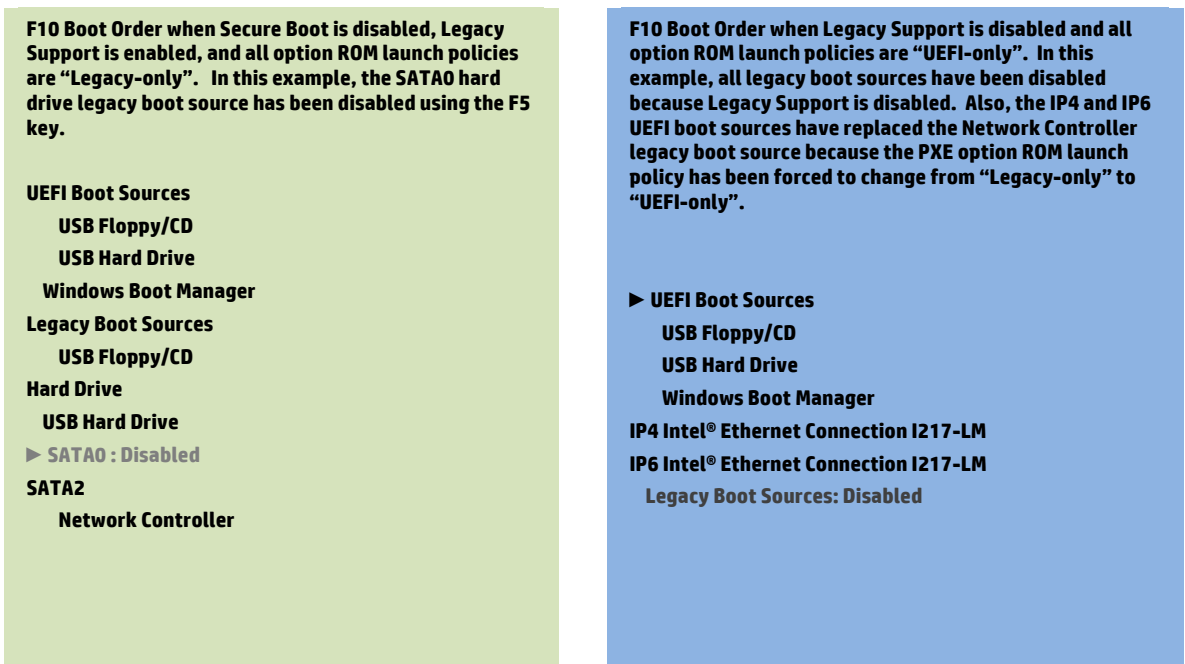 F10 Boot Order when Secure Boot is disabled, Legacy
Support is enabled, and all option ROM launch policies
are “Legacy-only”.   In this example, the SATA0 hard
drive legacy boot source has been disabled using the F5
key.
UEFI Boot Sources
USB Floppy/CD
USB Hard Drive
Windows Boot Manager
Legacy Boot Sources
USB Floppy/CD
Hard Drive
USB Hard Drive
► SATA0 : Disabled
SATA2
Network Controller
F10 Boot Order when Legacy Support is disabled and all
option ROM launch policies are “UEFI-only”.  In this
example, all legacy boot sources have been disabled
because Legacy Support is disabled.  Also, the IP4 and IP6
UEFI boot sources have replaced the Network Controller
legacy boot source because the PXE option ROM launch
policy has been forced to change from “Legacy-only” to
“UEFI-only”.
► UEFI Boot Sources
USB Floppy/CD
USB Hard Drive
Windows Boot Manager
IP4 Intel® Ethernet Connection I217-LM
IP6 Intel® Ethernet Connection I217-LM
Legacy Boot Sources: Disabled